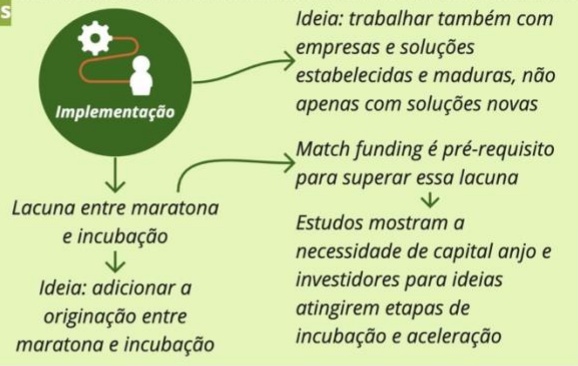 s
Implementação
Ideia: trabalhar também com
empresas e soluções
estabelecidas e maduras, não
apenas com soluções novas
Match funding é pré-requisito
para superar essa lacuna
Estudos mostram a
necessidade de capital anjo e
investidores para ideias
atingirem etapas de
incubação e aceleração
Lacuna entre maratona
e incubação
Ideia: adicionar a
originação entre
maratona e incubação